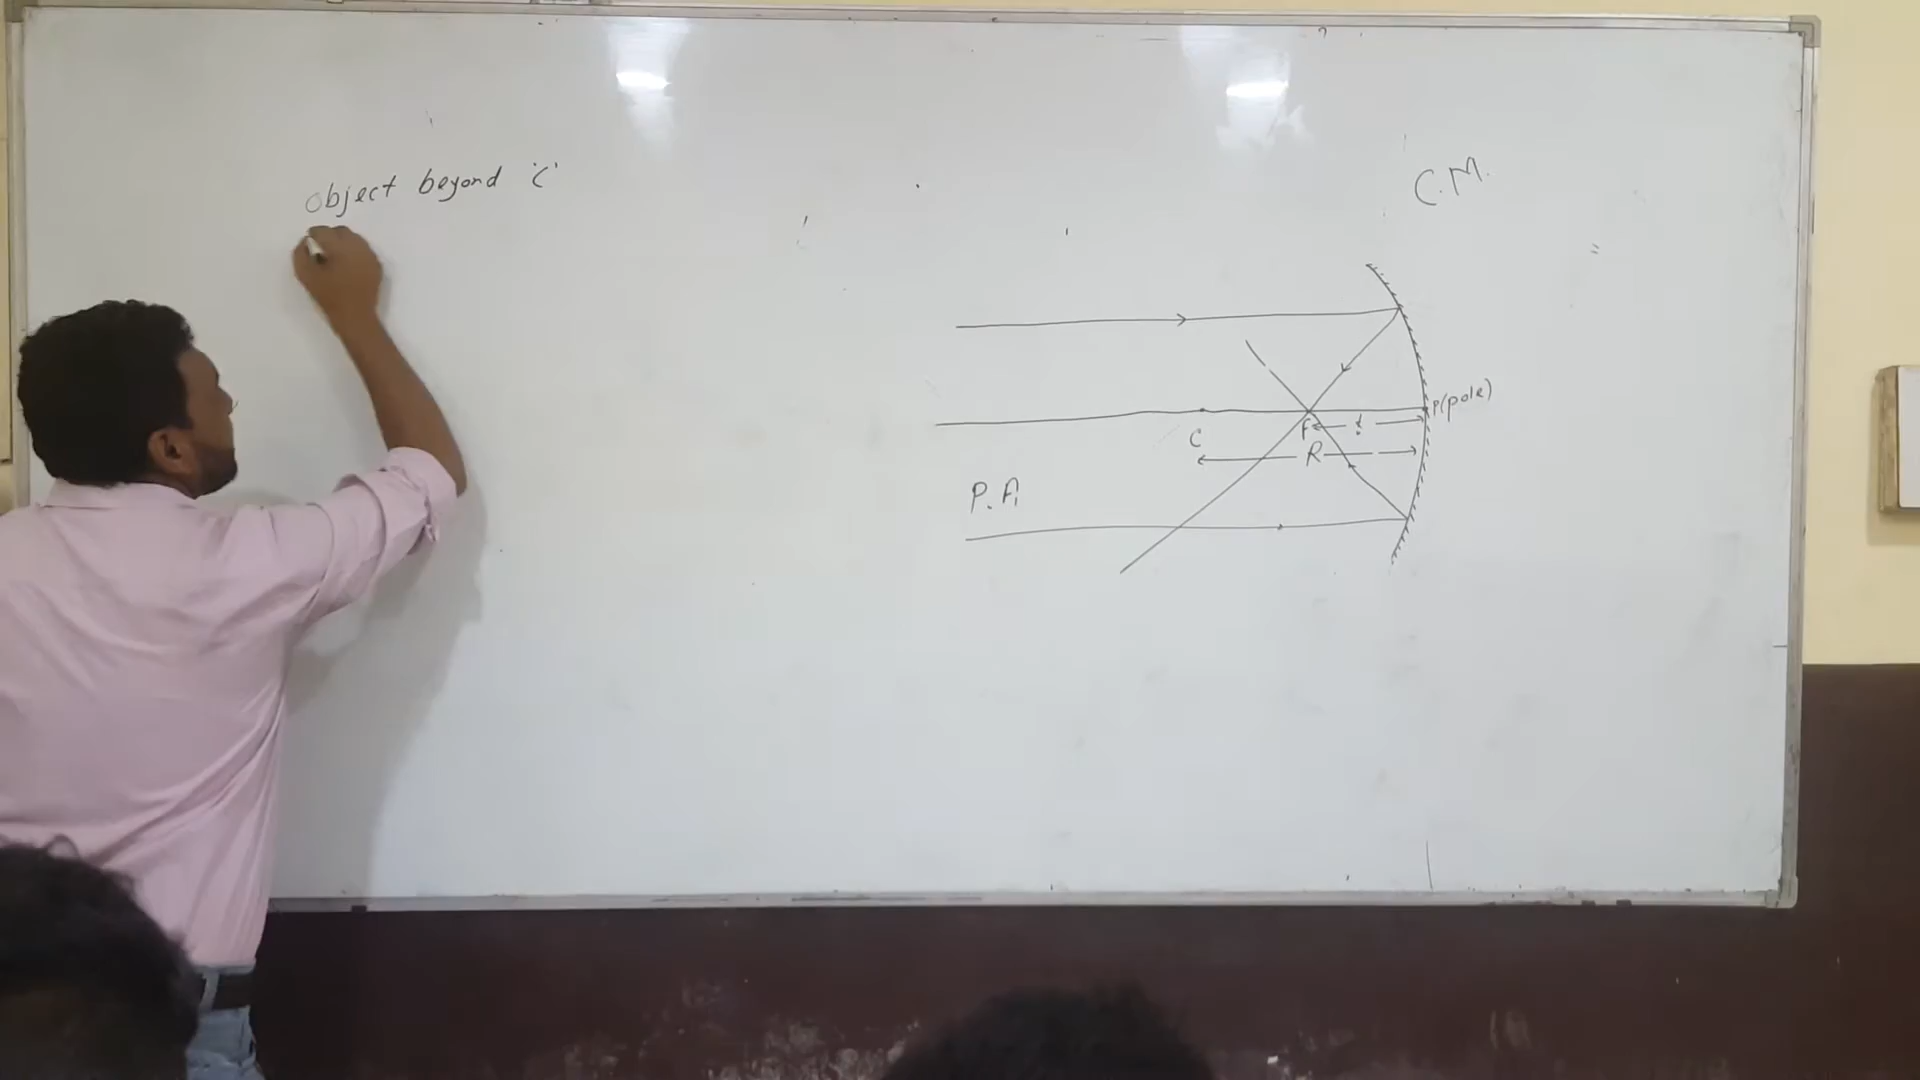 object beyond 'C'
C.M.
P(pole)
F f
C
R
P.A